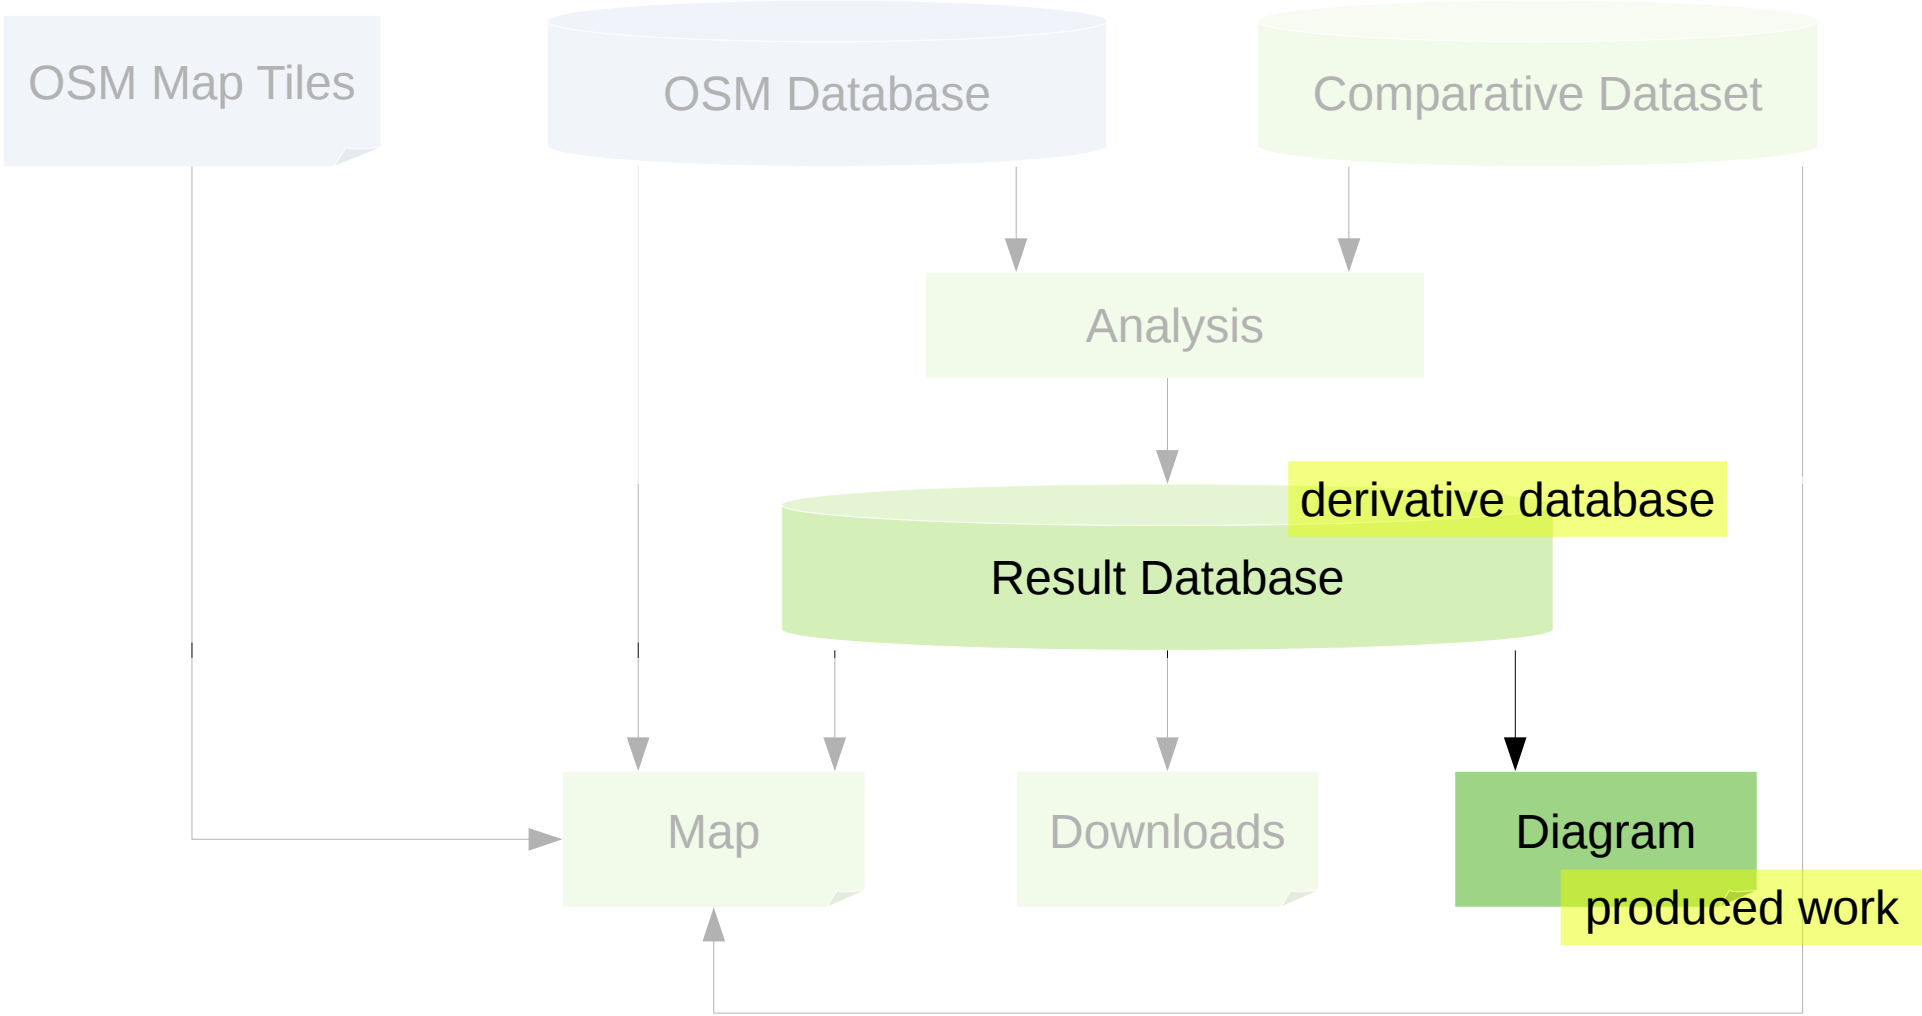 OSM Map Tiles
OSM Database
Comparative Dataset
Analysis
derivative database
Result Database
Map
Downloads
Diagram
produced work